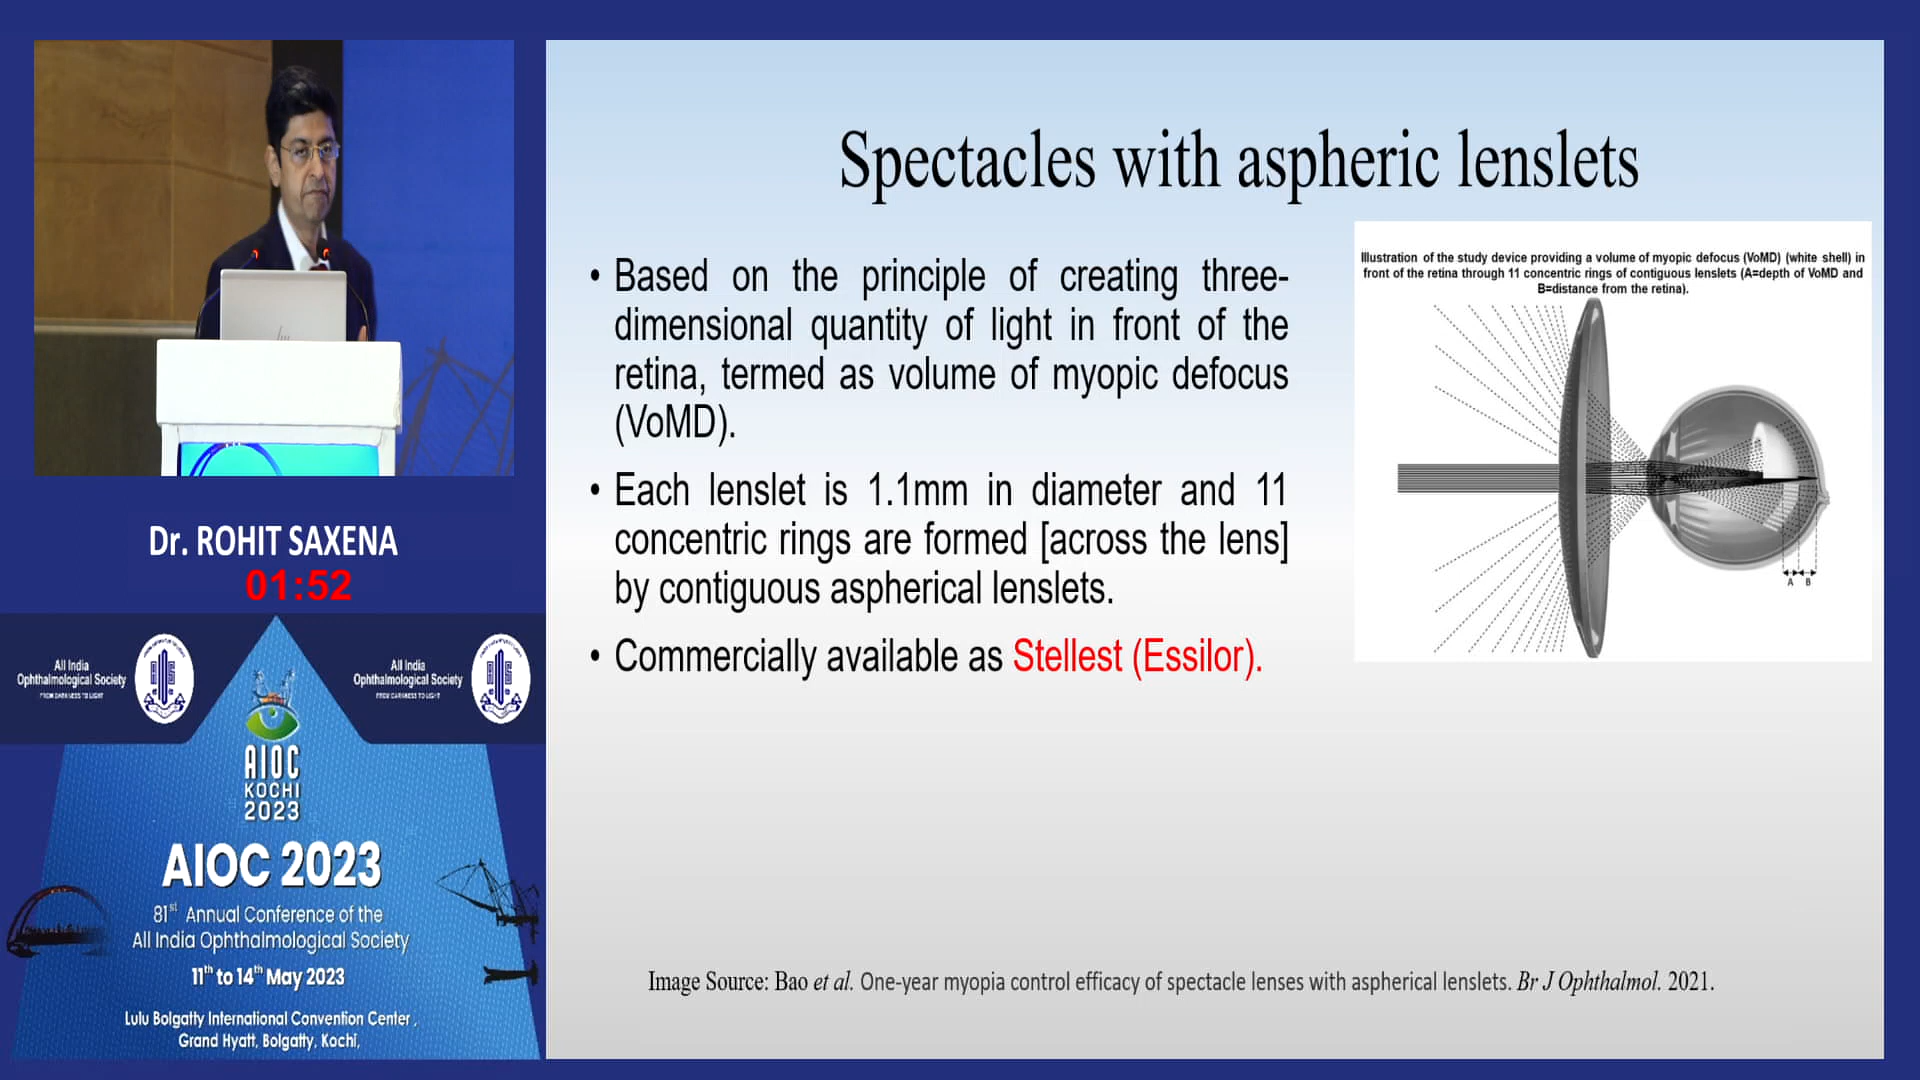 Spectacles with aspheric lenslets
• Based on the principle of creating three-
dimensional quantity of light in front of the
retina, termed as volume of myopic defocus
(VoMD).
• Each lenslet is 1.1mm in diameter and 11
concentric rings are formed [across the lens]
by contiguous aspherical lenslets.
• Commercially available as Stellest (Essilor).
Illustration of the study device providing a volume of myopic defocus (VoMD) (white shell) in
front of the retina through 11 concentric rings of contiguous lenslets (A=depth of VoMD and
B=distance from the retina).
A B
Image Source: Bao et al. One-year myopia control efficacy of spectacle lenses with aspherical lenslets. Br J Ophthalmol. 2021.
Dr. ROHIT SAXENA
01:52
All India
Ophthalmological Society
FROM DARKNESS TO LIGHT
All India
Ophthalmological Society
FROM DARKNESS TO LIGHT
AIOC
KOCHI
2023
AIOC 2023
81st Annual Conference of the
All India Ophthalmological Society
11th to 14th May 2023
Lulu Bolgatty International Convention Center,
Grand Hyatt, Bolgatty, Kochi,